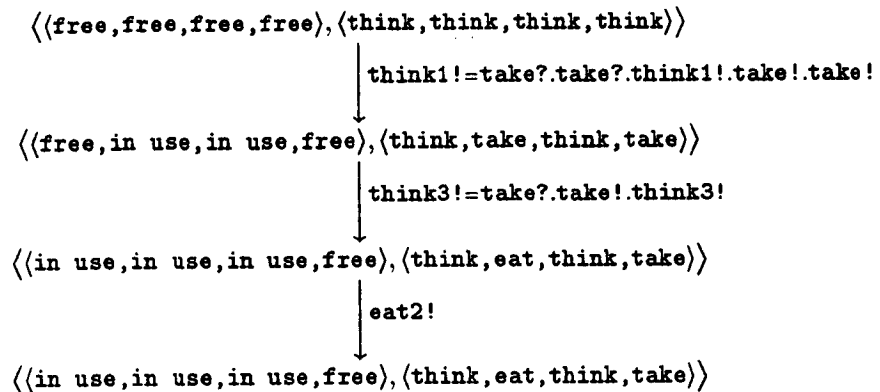 ⟨⟨free,free,free,free⟩,⟨think,think,think,think⟩⟩
think1!=take?.take?.think1!.take!.take!
⟨⟨free,in use,in use,free⟩,⟨think,take,think,take⟩⟩
think3!=take?.take!.think3!
⟨⟨in use,in use,in use,free⟩,⟨think,eat,think,take⟩⟩
eat2!
⟨⟨in use,in use,in use,free⟩,⟨think,eat,think,take⟩⟩